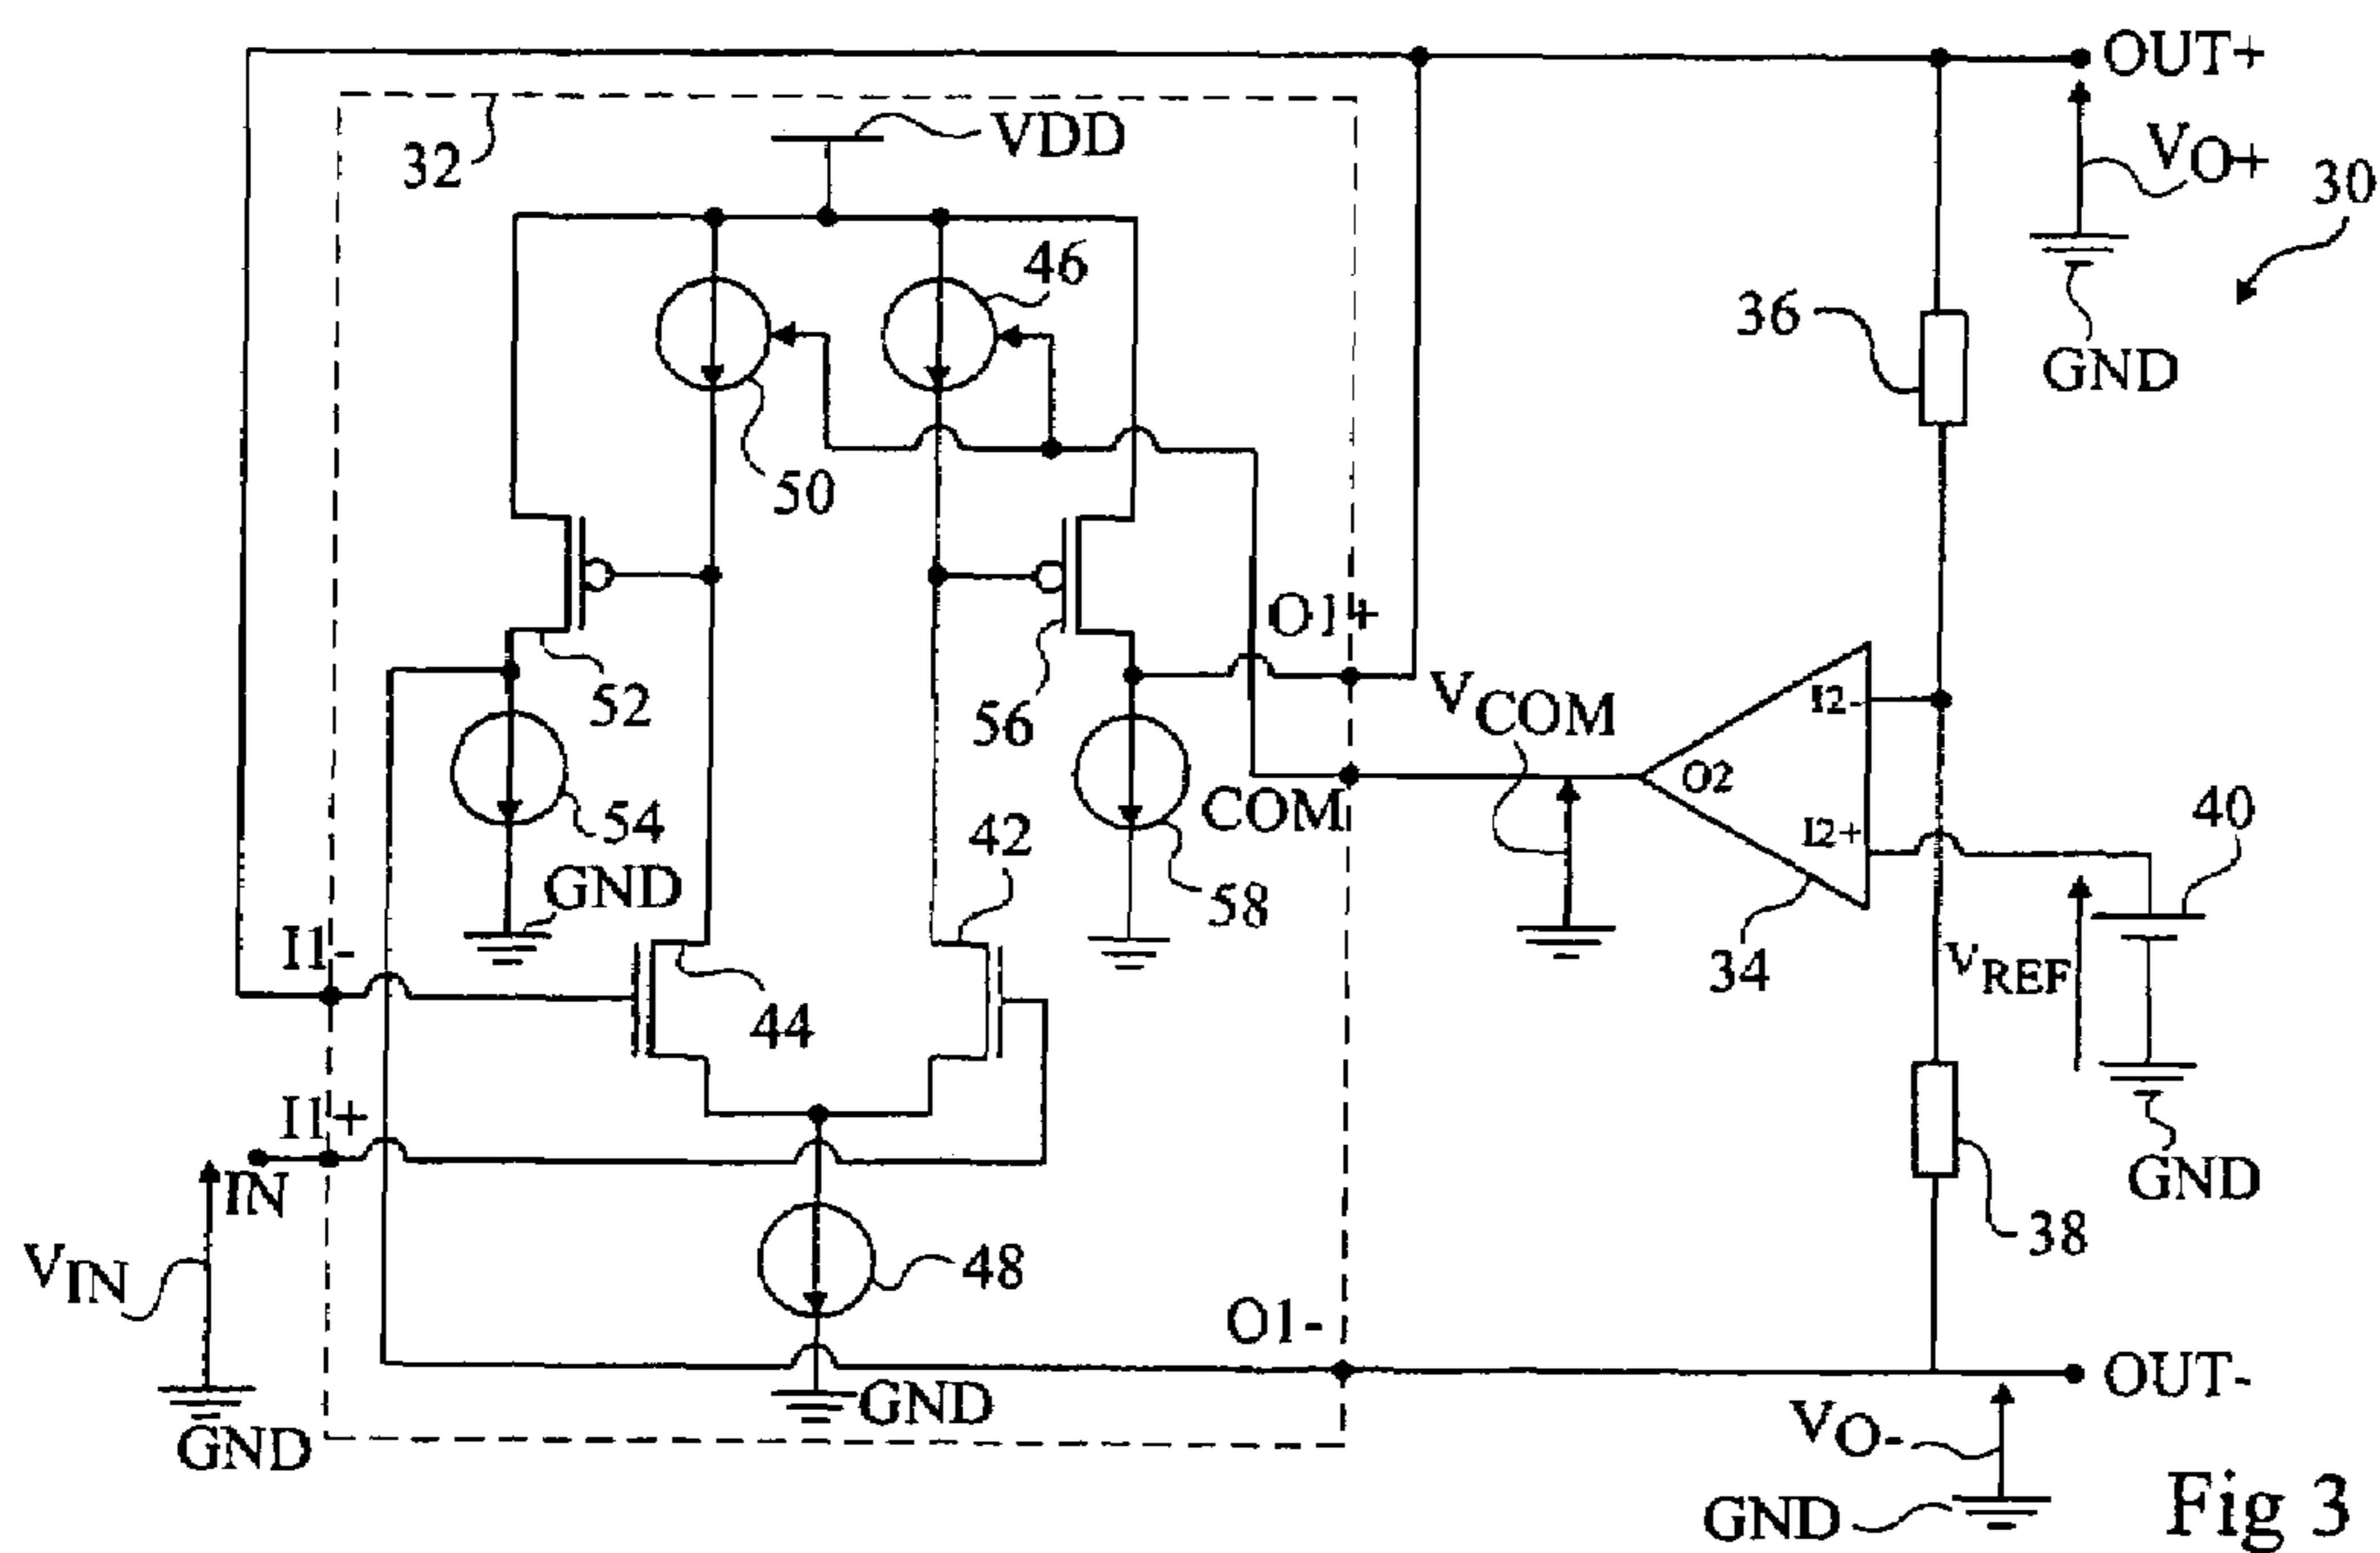 OUT+
VDD
32
VO+
30
46
36
GND
50
O1+
52
56
VCOM
I2-
O2
40
54
COM
I2+
42
GND
58
I1-
34
VREF
44
I1+
IN
GND
38
VIN
48
O1-
OUT-
GND
VO-
GND
GND
Fig 3